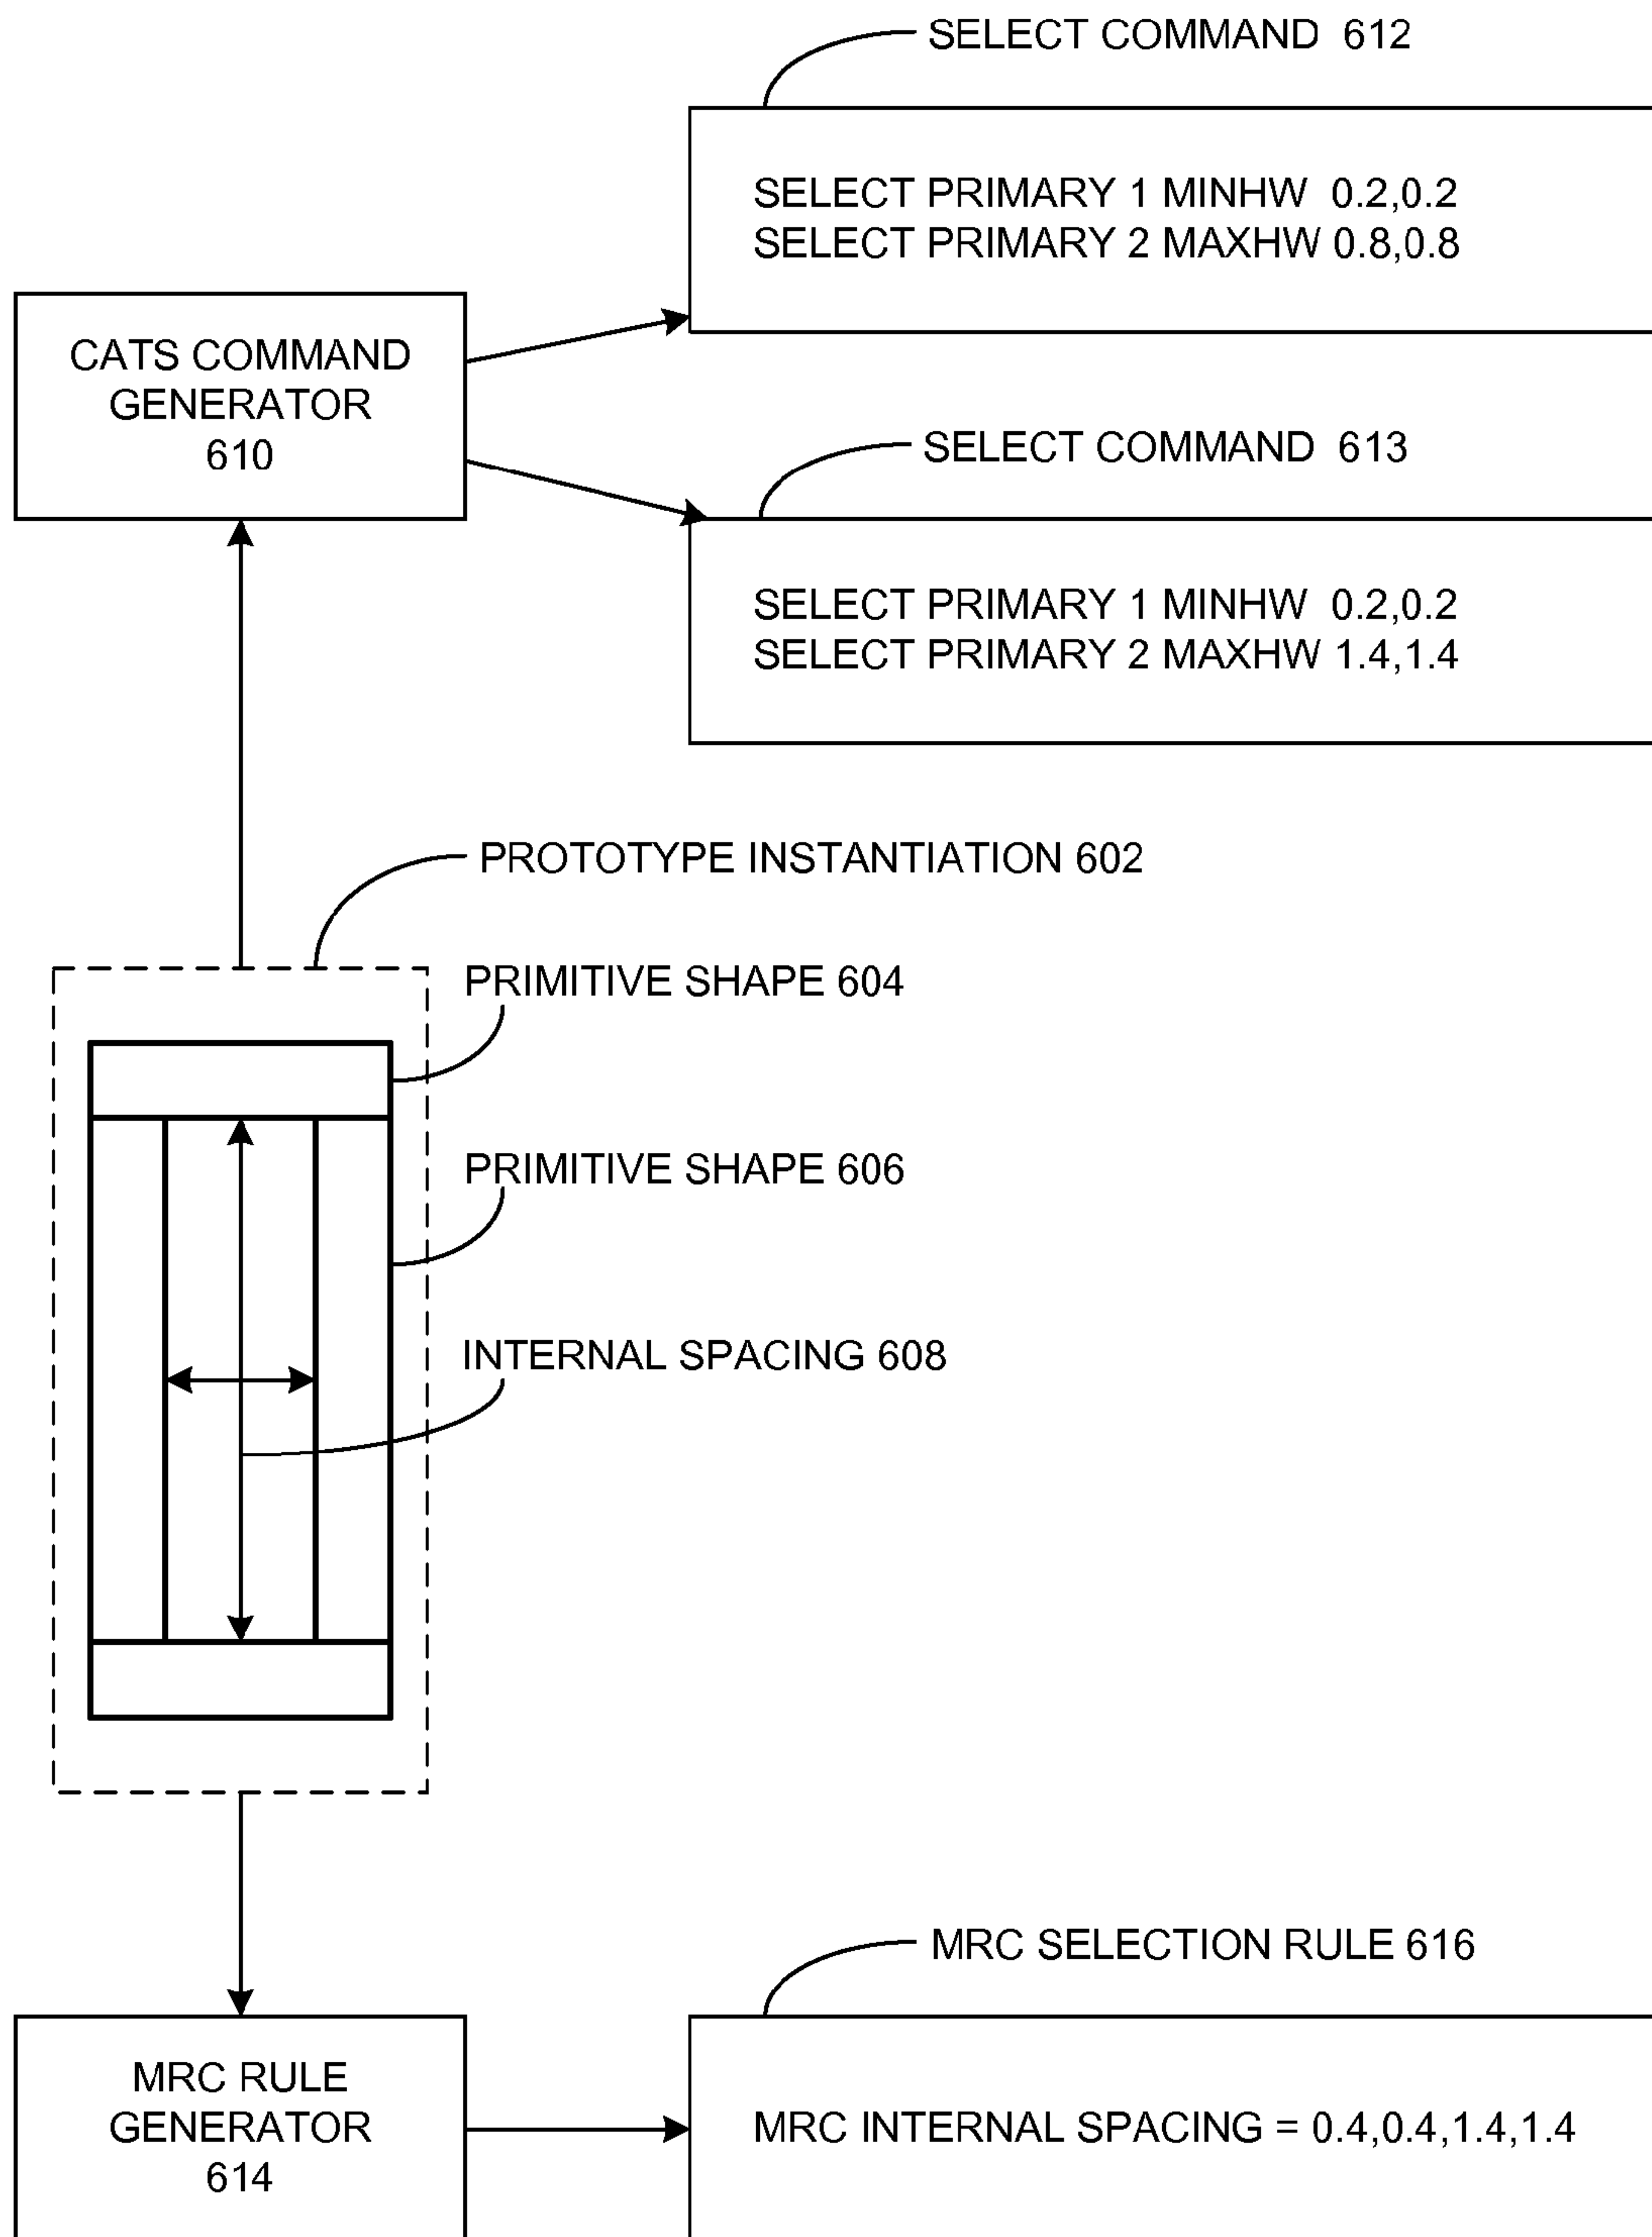 SELECT COMMAND 612
SELECT PRIMARY 1 MINHW 0.2,0.2
SELECT PRIMARY 2 MAXHW 0.8,0.8
CATS COMMAND
GENERATOR
610
SELECT COMMAND 613
SELECT PRIMARY 1 MINHW 0.2,0.2
SELECT PRIMARY 2 MAXHW 1.4,1.4
PROTOTYPE INSTANTIATION 602
PRIMITIVE SHAPE 604
PRIMITIVE SHAPE 606
INTERNAL SPACING 608
MRC SELECTION RULE 616
MRC RULE
GENERATOR
614
MRC INTERNAL SPACING = 0.4,0.4,1.4,1.4